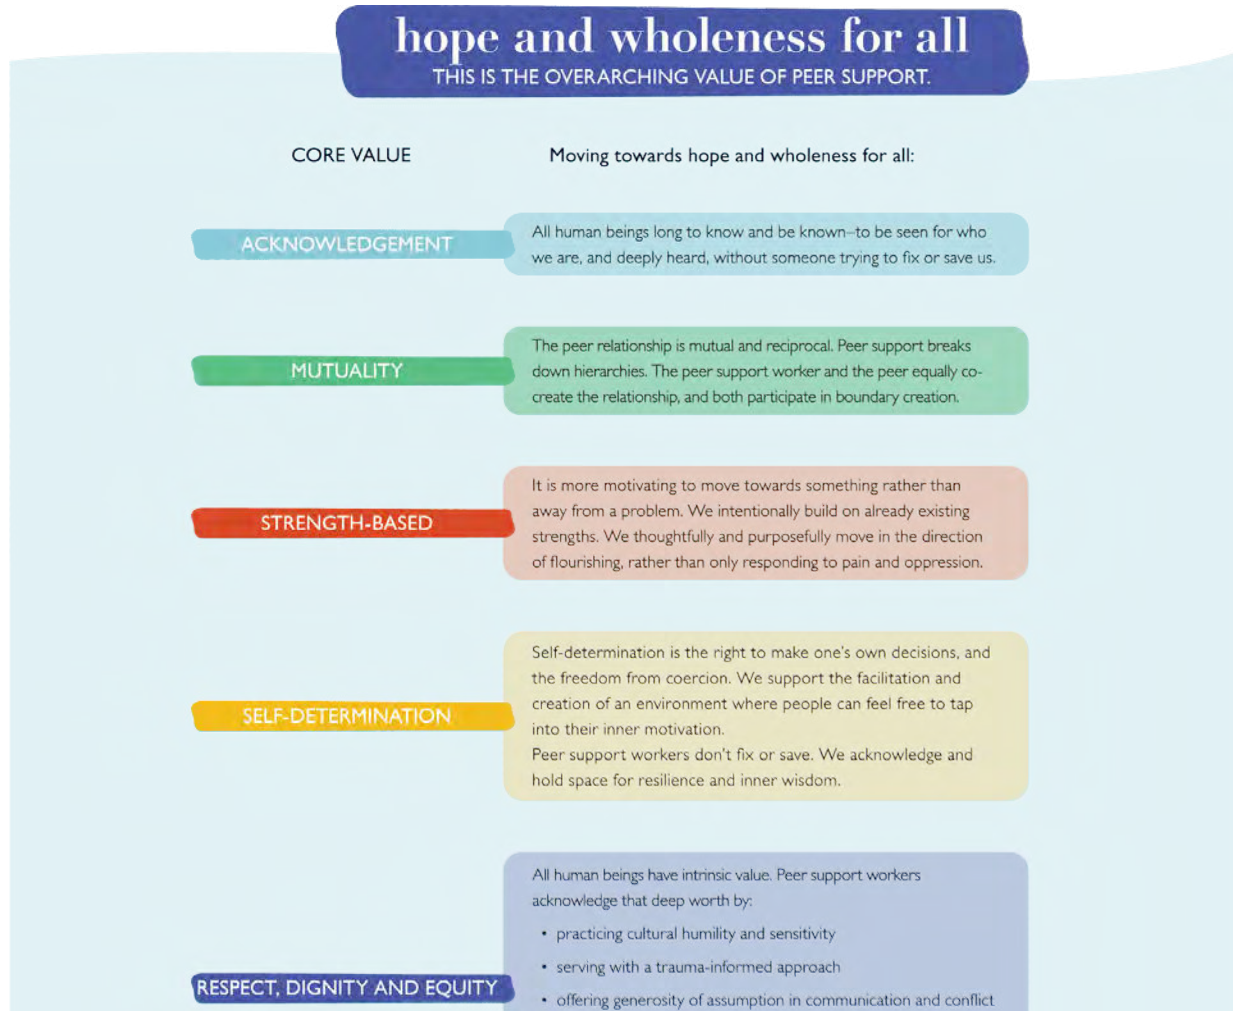 hope and wholeness for all
THIS IS THE OVERARCHING VALUE OF PEER SUPPORT.
CORE VALUE
Moving towards hope and wholeness for all:
ACKNOWLEDGEMENT
All human beings long to know and be known–to be seen for who
we are, and deeply heard, without someone trying to fix or save us.
MUTUALITY
The peer relationship is mutual and reciprocal. Peer support breaks
down hierarchies. The peer support worker and the peer equally co-
create the relationship, and both participate in boundary creation.
STRENGTH-BASED
It is more motivating to move towards something rather than
away from a problem. We intentionally build on already existing
strengths. We thoughtfully and purposefully move in the direction
of flourishing, rather than only responding to pain and oppression.
SELF-DETERMINATION
Self-determination is the right to make one's own decisions, and
the freedom from coercion. We support the facilitation and
creation of an environment where people can feel free to tap
into their inner motivation.
Peer support workers don't fix or save. We acknowledge and
hold space for resilience and inner wisdom.
RESPECT, DIGNITY AND EQUITY
All human beings have intrinsic value. Peer support workers
acknowledge that deep worth by:
• practicing cultural humility and sensitivity
• serving with a trauma-informed approach
• offering generosity of assumption in communication and conflict